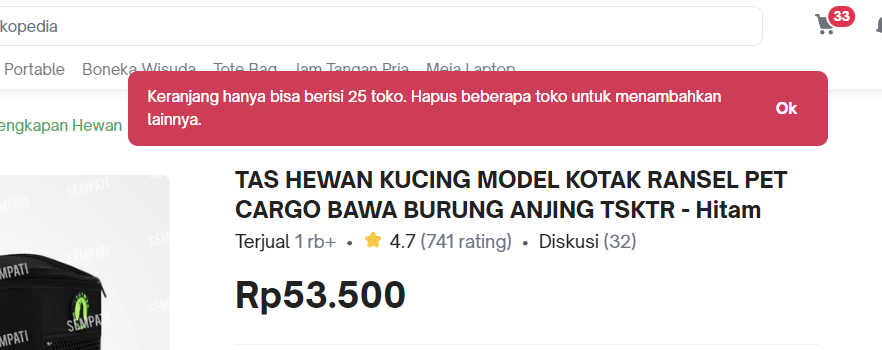 kopedia
33
Portable Boneka Wisuda Tote Bag Jam Tangan Pria Meja Laptop
Keranjang hanya bisa berisi 25 toko. Hapus beberapa toko untuk menambahkan
lainnya.
Ok
engkapan Hewan
TAS HEWAN KUCING MODEL KOTAK RANSEL PET
CARGO BAWA BURUNG ANJING TSKTR - Hitam
Terjual 1 rb+ • 4.7 (741 rating) • Diskusi (32)
Rp53.500
SEMPATI
SEMPATI
SEMPATI